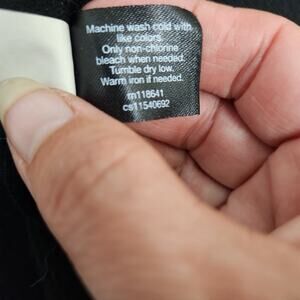 Machine wash cold with
like colors.
Only non-chlorine
bleach when needed.
Tumble dry low.
Warm iron if needed.
rn118641
cs11540692